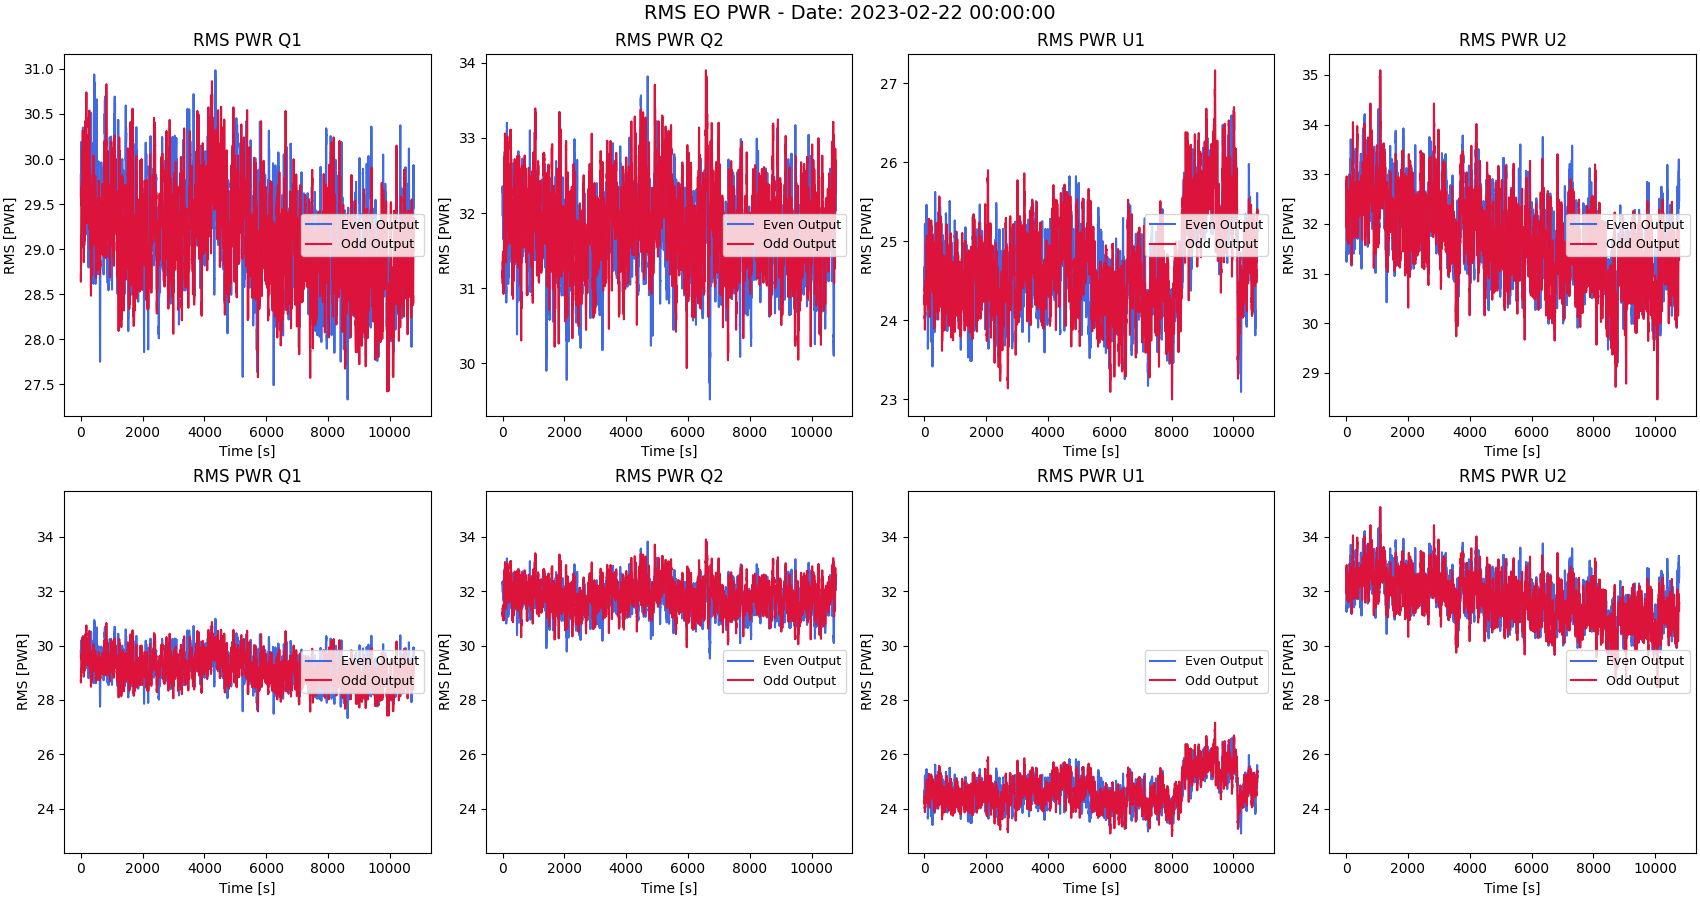 RMS EO PWR - Date: 2023-02-22 00:00:00
RMS PWR Q1
RMS [PWR]
31.0
30.5
30.0
29.5
29.0
28.5
28.0
27.5
Even Output
Odd Output
0 2000 4000 6000 8000 10000
Time [s]
RMS PWR Q2
RMS [PWR]
34
33
32
31
30
Even Output
Odd Output
0 2000 4000 6000 8000 10000
Time [s]
RMS PWR U1
RMS [PWR]
27
26
25
24
23
Even Output
Odd Output
0 2000 4000 6000 8000 10000
Time [s]
RMS PWR U2
RMS [PWR]
35
34
33
32
31
30
29
Even Output
Odd Output
0 2000 4000 6000 8000 10000
Time [s]
RMS PWR Q1
RMS [PWR]
34
32
30
28
26
24
Even Output
Odd Output
0 2000 4000 6000 8000 10000
Time [s]
RMS PWR Q2
RMS [PWR]
34
32
30
28
26
24
Even Output
Odd Output
0 2000 4000 6000 8000 10000
Time [s]
RMS PWR U1
RMS [PWR]
34
32
30
28
26
24
Even Output
Odd Output
0 2000 4000 6000 8000 10000
Time [s]
RMS PWR U2
RMS [PWR]
34
32
30
28
26
24
Even Output
Odd Output
0 2000 4000 6000 8000 10000
Time [s]